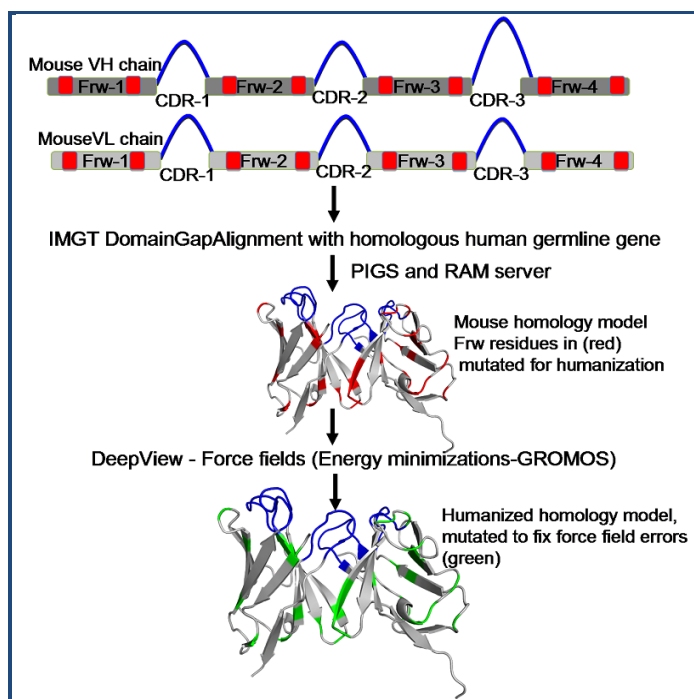 Mouse VH chain
Frw-1
CDR-1
Frw-2
CDR-2
Frw-3
CDR-3
Frw-4
MouseVL chain
Frw-1
CDR-1
Frw-2
CDR-2
Frw-3
CDR-3
Frw-4
IMGT DomainGapAlignment with homologous human germline gene
PIGS and RAM server
Mouse homology model
Frw residues in (red)
mutated for humanization
DeepView - Force fields (Energy minimizations-GROMOS)
Humanized homology model,
mutated to fix force field errors
(green)